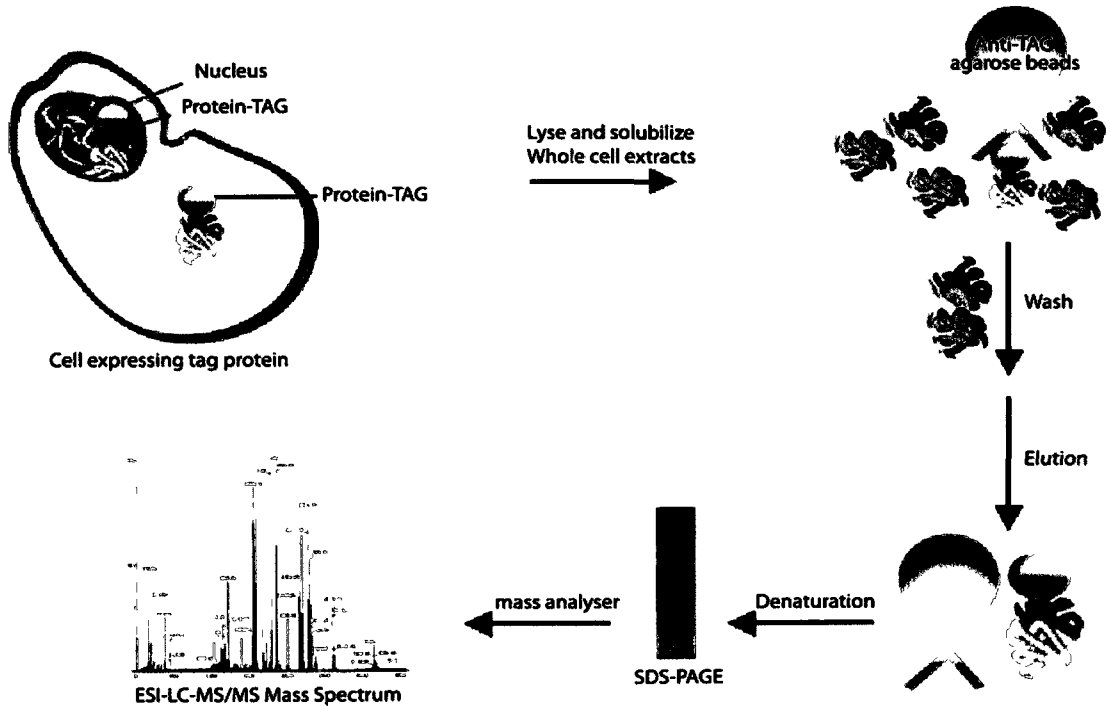 Nucleus
Protein-TAG
Protein-TAG
Cell expressing tag protein
Lyse and solubilize
Whole cell extracts
Anti-TAG
agarose beads
Wash
Elution
Denaturation
SDS-PAGE
mass analyser
ESI-LC-MS/MS Mass Spectrum